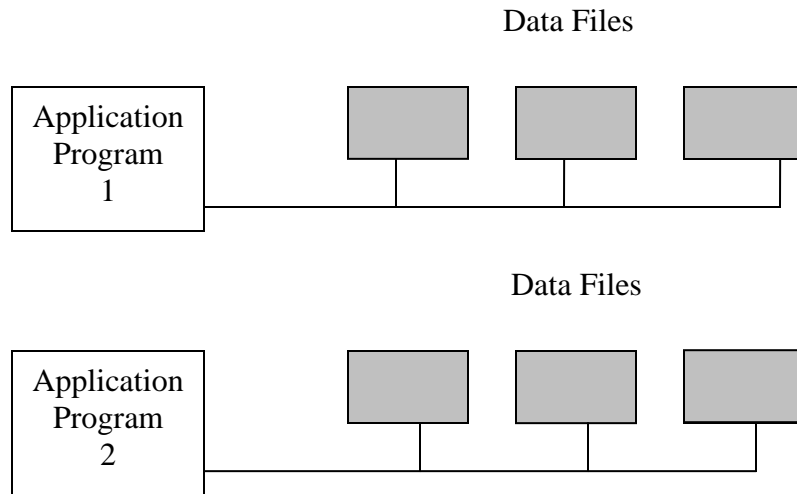 Data Files
Application
Program
1
Data Files
Application
Program
2